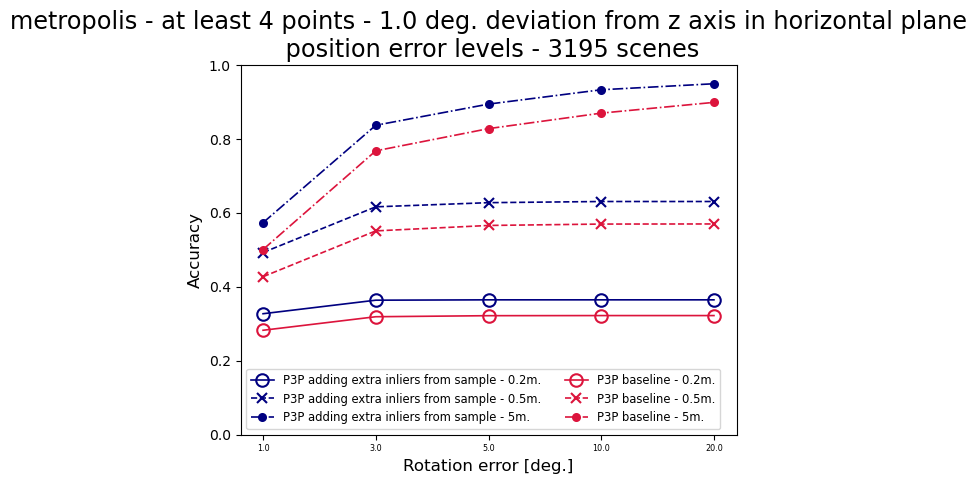 metropolis - at least 4 points - 1.0 deg. deviation from z axis in horizontal plane
position error levels - 3195 scenes
1.0
0.8
0.6
0.4
0.2
0.0
Accuracy
P3P adding extra inliers from sample - 0.2m.
P3P adding extra inliers from sample - 0.5m.
P3P adding extra inliers from sample - 5m.
P3P baseline - 0.2m.
P3P baseline - 0.5m.
P3P baseline - 5m.
1.0 3.0 5.0 10.0 20.0
Rotation error [deg.]